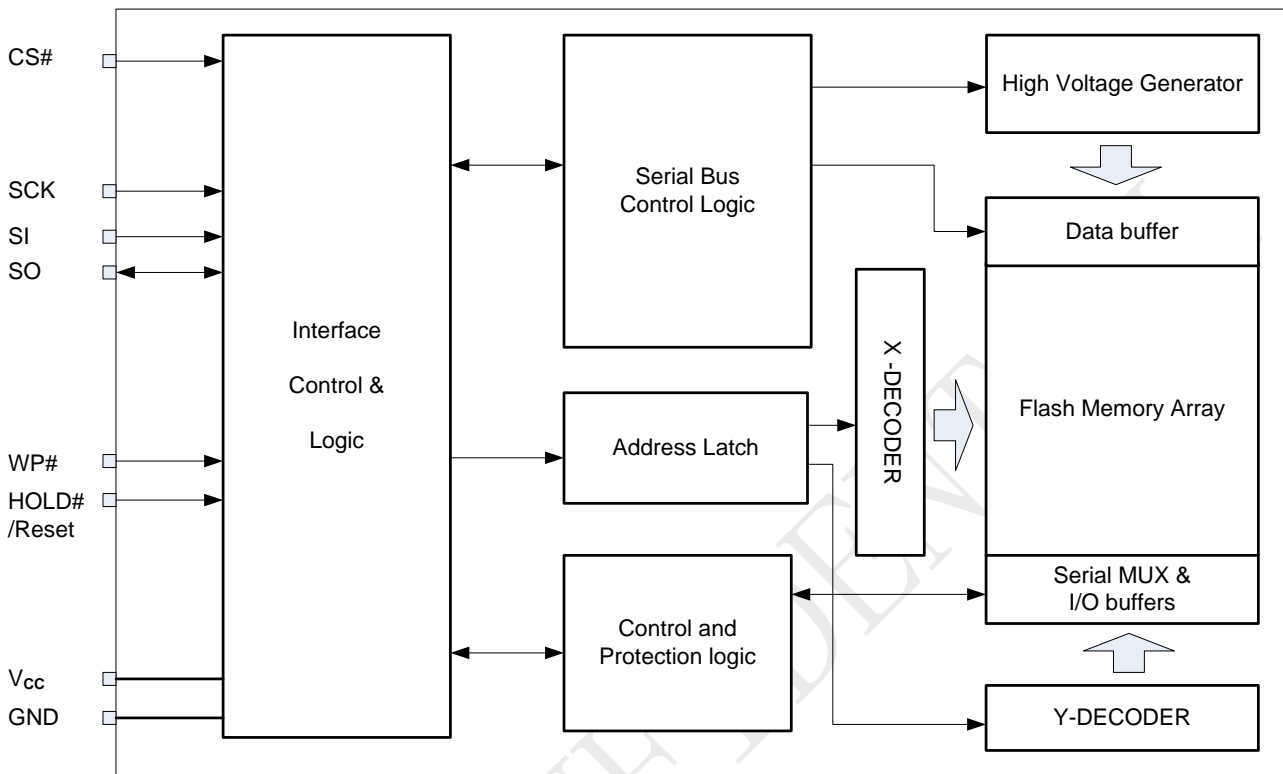 CS#
SCK
SI
SO
WP#
HOLD#
/Reset
Vcc
GND
Interface
Control &
Logic
Serial Bus
Control Logic
Address Latch
Control and
Protection logic
X -DECODER
High Voltage Generator
Data buffer
Flash Memory Array
Serial MUX &
I/O buffers
Y-DECODER